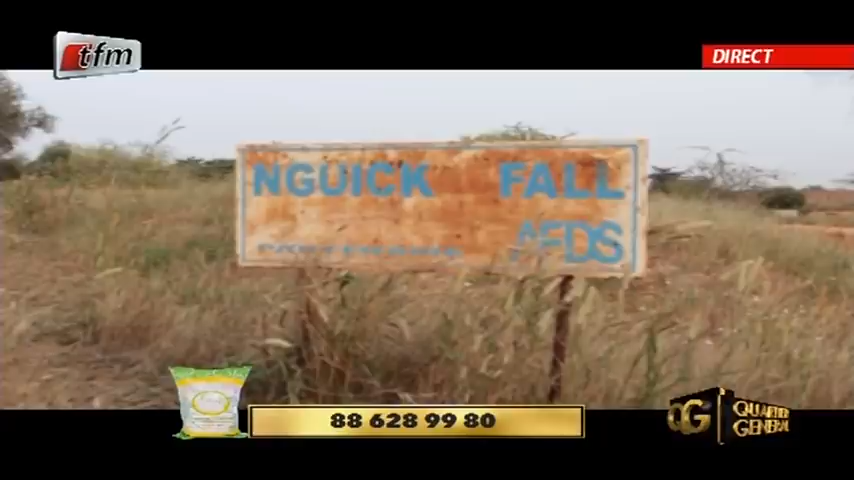 tfm
DIRECT
NGUICK FALL
AFDS
88 628 99 80
QG QUARTIER GENERAL